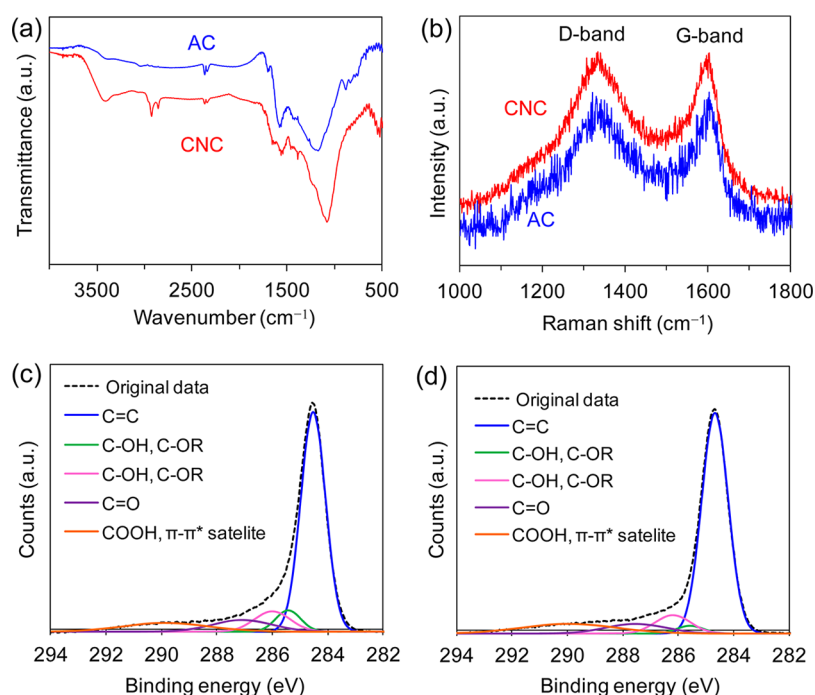 (a)
AC
CNC
Transmittance (a.u.)
3500 2500 1500 500
Wavenumber (cm⁻¹)
(b)
D-band G-band
CNC
AC
Intensity (a.u.)
1000 1200 1400 1600 1800
Raman shift (cm⁻¹)
(c)
Original data
C=C
C-OH, C-OR
C-OH, C-OR
C=O
COOH, π-π* satelite
Counts (a.u.)
294 292 290 288 286 284 282
Binding energy (eV)
(d)
Original data
C=C
C-OH, C-OR
C-OH, C-OR
C=O
COOH, π-π* satelite
Counts (a.u.)
294 292 290 288 286 284 282
Binding energy (eV)